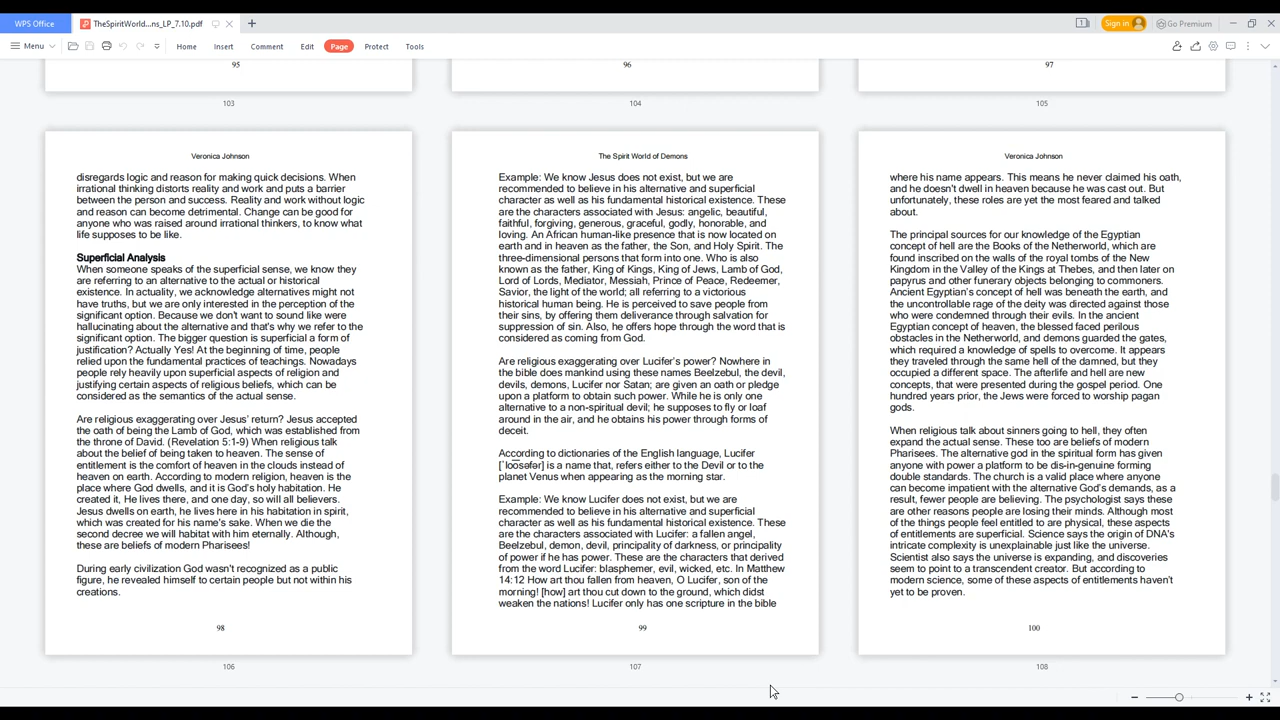 WPS Office
TheSpiritWorld...ns_LP_7.10.pdf
1
Sign in
Go Premium
Menu
Home
Insert
Comment
Edit
Page
Protect
Tools
95
96
97
103
104
105
Veronica Johnson
disregards logic and reason for making quick decisions. When
irrational thinking distorts reality and work and puts a barrier
between the person and success. Reality and work without logic
and reason can become detrimental. Change can be good for
anyone who was raised around irrational thinkers, to know what
life supposes to be like.
Superficial Analysis
When someone speaks of the superficial sense, we know they
are referring to an alternative to the actual or historical
existence. In actuality, we acknowledge alternatives might not
have truths, but we are only interested in the perception of the
significant option. Because we don't want to sound like were
hallucinating about the alternative and that's why we refer to the
significant option. The bigger question is superficial a form of
justification? Actually Yes! At the beginning of time, people
relied upon the fundamental practices of teachings. Nowadays
people rely heavily upon superficial aspects of religion and
justifying certain aspects of religious beliefs, which can be
considered as the semantics of the actual sense.
Are religious exaggerating over Jesus' return? Jesus accepted
the oath of being the Lamb of God, which was established from
the throne of David. (Revelation 5:1-9) When religious talk
about the belief of being taken to heaven. The sense of
entitlement is the comfort of heaven in the clouds instead of
heaven on earth. According to modern religion, heaven is the
place where God dwells, and it is God's holy habitation. He
created it, He lives there, and one day, so will all believers.
Jesus dwells on earth, he lives here in his habitation in spirit,
which was created for his name's sake. When we die the
second decree we will habitat with him eternally. Although,
these are beliefs of modern Pharisees!
During early civilization God wasn't recognized as a public
figure, he revealed himself to certain people but not within his
creations.
98
106
The Spirit World of Demons
Example: We know Jesus does not exist, but we are
recommended to believe in his alternative and superficial
character as well as his fundamental historical existence. These
are the characters associated with Jesus: angelic, beautiful,
faithful, forgiving, generous, graceful, godly, honorable, and
loving. An African human-like presence that is now located on
earth and in heaven as the father, the Son, and Holy Spirit. The
three-dimensional persons that form into one. Who is also
known as the father, King of Kings, King of Jews, Lamb of God,
Lord of Lords, Mediator, Messiah, Prince of Peace, Redeemer,
Savior, the light of the world; all referring to a victorious
historical human being. He is perceived to save people from
their sins, by offering them deliverance through salvation for
suppression of sin. Also, he offers hope through the word that is
considered as coming from God.
Are religious exaggerating over Lucifer's power? Nowhere in
the bible does mankind using these names Beelzebul, the devil,
devils, demons, Lucifer nor Satan; are given an oath or pledge
upon a platform to obtain such power. While he is only one
alternative to a non-spiritual devil; he supposes to fly or loaf
around in the air, and he obtains his power through forms of
deceit.
According to dictionaries of the English language, Lucifer
[ˈlo͞osəfər] is a name that, refers either to the Devil or to the
planet Venus when appearing as the morning star.
Example: We know Lucifer does not exist, but we are
recommended to believe in his alternative and superficial
character as well as his fundamental historical existence. These
are the characters associated with Lucifer: a fallen angel,
Beelzebul, demon, devil, principality of darkness, or principality
of power if he has power. These are the characters that derived
from the word Lucifer: blasphemer, evil, wicked, etc. In Matthew
14:12 How art thou fallen from heaven, O Lucifer, son of the
morning! [how] art thou cut down to the ground, which didst
weaken the nations! Lucifer only has one scripture in the bible
99
107
Veronica Johnson
where his name appears. This means he never claimed his oath,
and he doesn't dwell in heaven because he was cast out. But
unfortunately, these roles are yet the most feared and talked
about.
The principal sources for our knowledge of the Egyptian
concept of hell are the Books of the Netherworld, which are
found inscribed on the walls of the royal tombs of the New
Kingdom in the Valley of the Kings at Thebes, and then later on
papyrus and other funerary objects belonging to commoners.
Ancient Egyptian's concept of hell was beneath the earth, and
the uncontrollable rage of the deity was directed against those
who were condemned through their evils. In the ancient
Egyptian concept of heaven, the blessed faced perilous
obstacles in the Netherworld, and demons guarded the gates,
which required a knowledge of spells to overcome. It appears
they traveled through the same hell of the damned, but they
occupied a different space. The afterlife and hell are new
concepts, that were presented during the gospel period. One
hundred years prior, the Jews were forced to worship pagan
gods.
When religious talk about sinners going to hell, they often
expand the actual sense. These too are beliefs of modern
Pharisees. The alternative god in the spiritual form has given
anyone with power a platform to be dis-in-genuine forming
double standards. The church is a valid place where anyone
can become impatient with the alternative God's demands, as a
result, fewer people are believing. The psychologist says these
are other reasons people are losing their minds. Although most
of the things people feel entitled to are physical, these aspects
of entitlements are superficial. Science says the origin of DNA's
intricate complexity is unexplainable just like the universe.
Scientist also says the universe is expanding, and discoveries
seem to point to a transcendent creator. But according to
modern science, some of these aspects of entitlements haven't
yet to be proven.
100
108